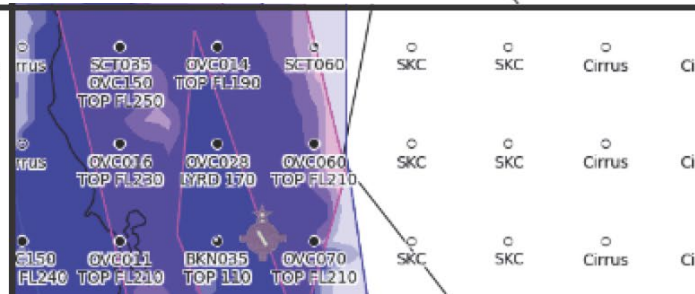 rrus
SCT035
OVC150
TOP FL250
OVC014
TOP FL190
SCT060
SKC
SKC
Cirrus
Ci
rrus
OVC016
TOP FL230
OVC028
LYRD 170
OVC060
TOP FL210
SKC
SKC
Cirrus
Ci
C150
FL240
OVC011
TOP FL210
BKN035
TOP 110
OVC070
TOP FL210
SKC
SKC
Cirrus
Ci